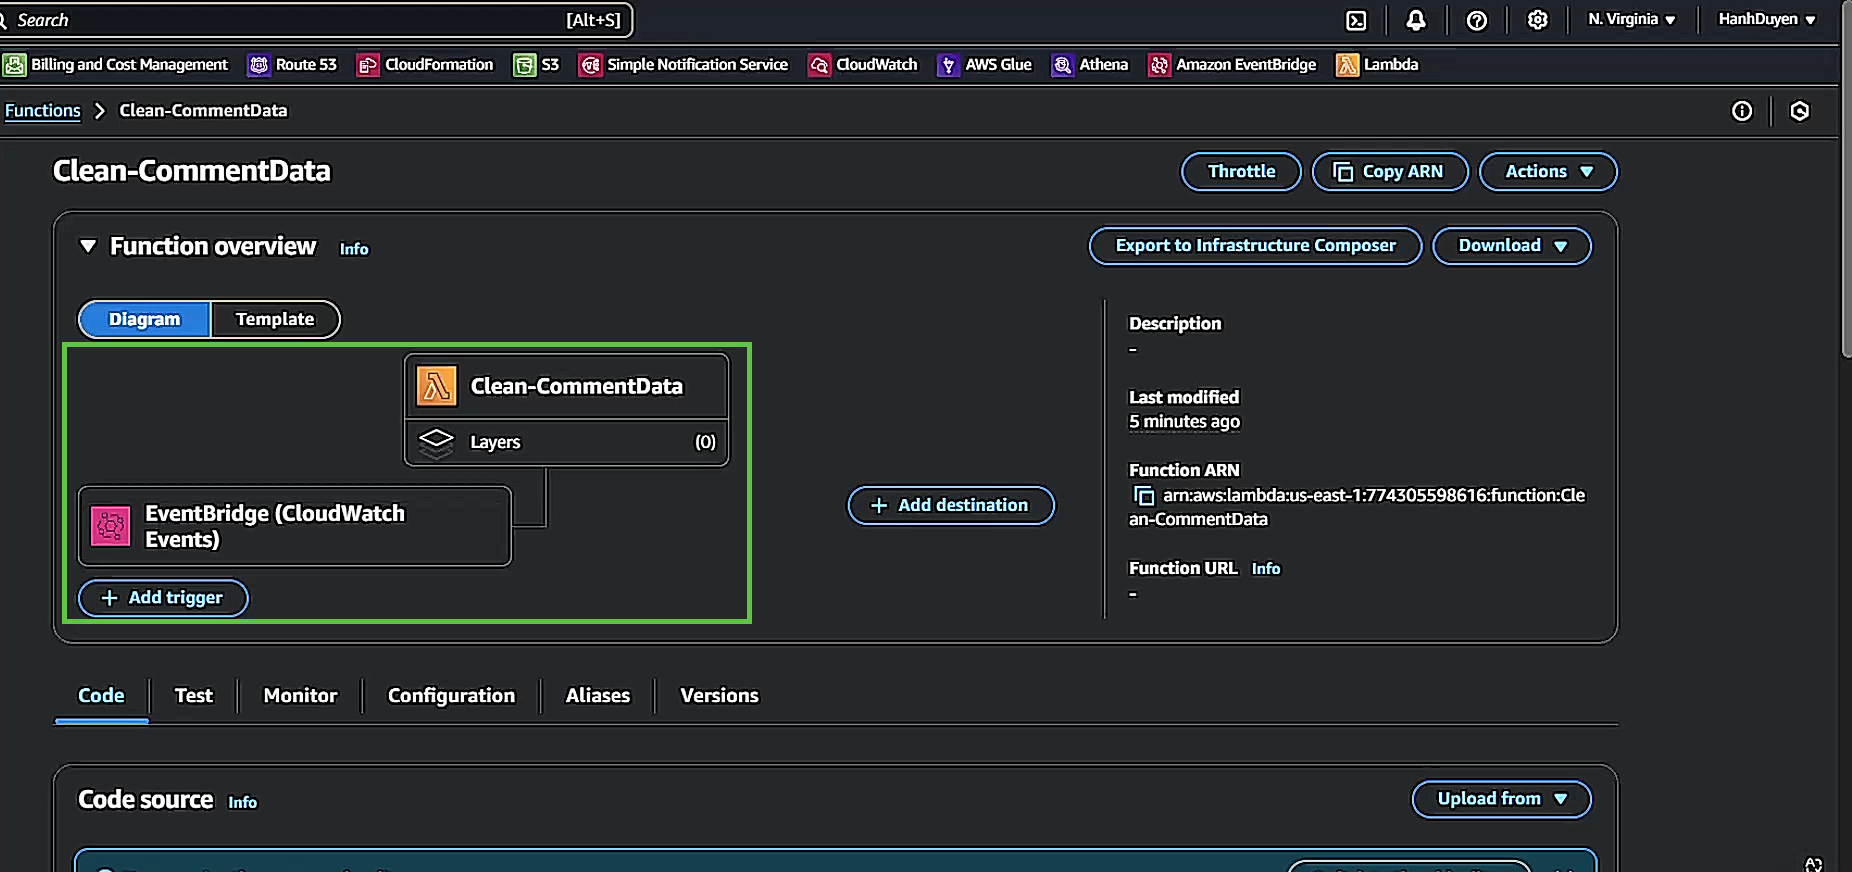 Search [Alt+S] N. Virginia HanhDuyen
Billing and Cost Management Route 53 CloudFormation S3 Simple Notification Service CloudWatch AWS Glue Athena Amazon EventBridge Lambda
Functions Clean-CommentData
Clean-CommentData Throttle Copy ARN Actions
Function overview Info Export to Infrastructure Composer Download
Diagram Template
Clean-CommentData
Layers (0)
EventBridge (CloudWatch
Events)
+ Add trigger
+ Add destination
Description
-
Last modified
5 minutes ago
Function ARN
arn:aws:lambda:us-east-1:774305598616:function:Cle
an-CommentData
Function URL Info
-
Code Test Monitor Configuration Aliases Versions
Code source Info Upload from